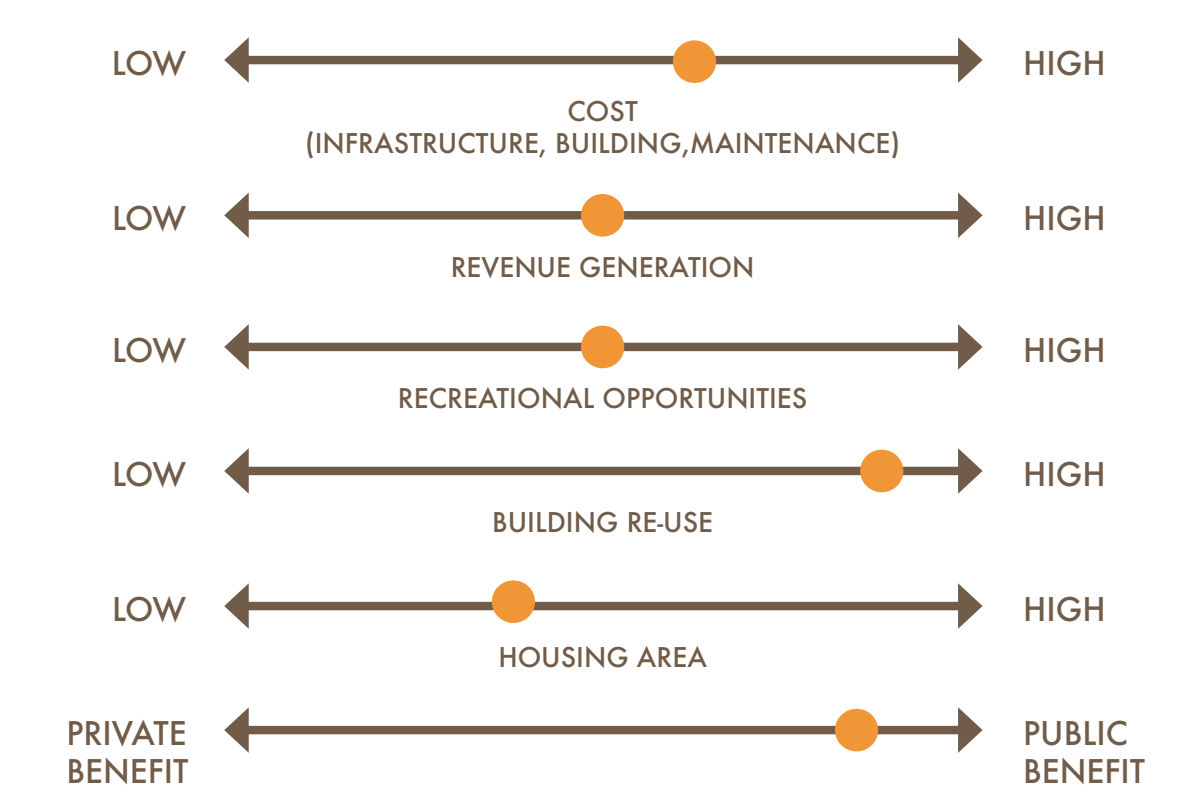 LOW HIGH
COST
(INFRASTRUCTURE, BUILDING,MAINTENANCE)
LOW HIGH
REVENUE GENERATION
LOW HIGH
RECREATIONAL OPPORTUNITIES
LOW HIGH
BUILDING RE-USE
LOW HIGH
HOUSING AREA
PRIVATE PUBLIC
BENEFIT BENEFIT